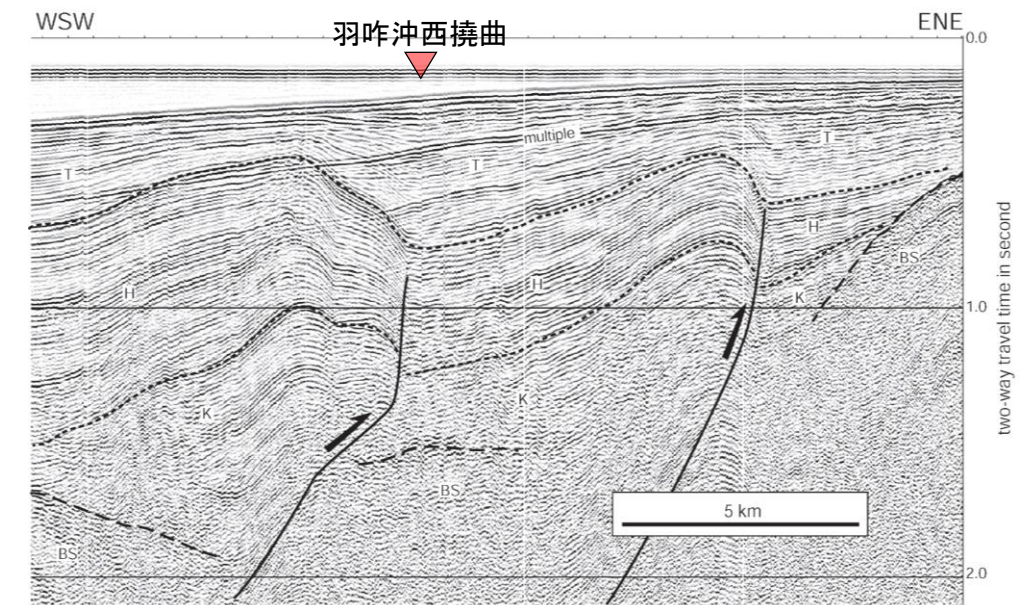 WSW
ENE
羽咋沖西撓曲
0.0
multiple
T
T
T
H
H
H
BS
K
1.0
K
K
BS
BS
5 km
2.0
two-way travel time in second